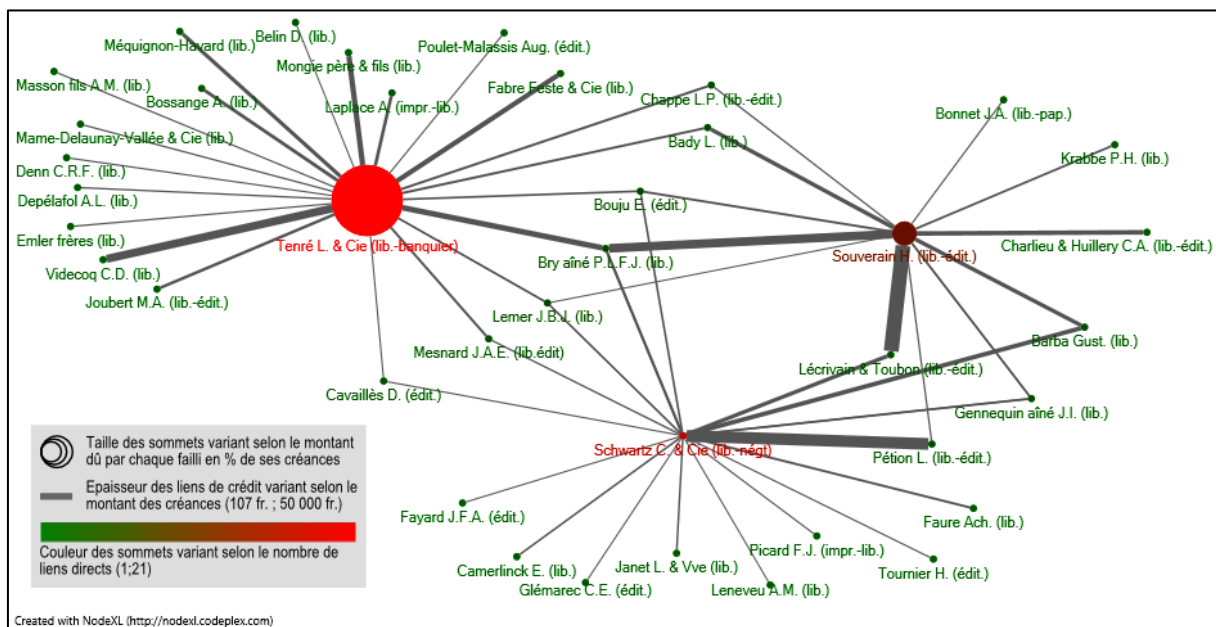 Belin D. (lib.)
Méquignon-Havard (lib.)
Poulet-Malassis Aug. (édit.)
Mongie père & fils (lib.)
Masson fils A.M. (lib.)
Fabre Feste & Cie (lib.)
Bossange A. (lib.)
Laplace A. (impr.-lib.)
Chappe L.P. (lib.-édit.)
Bonnet J.A. (lib.-pap.)
Mame-Delaunay-Vallée & Cie (lib.)
Bady L. (lib.)
Krabbe P.H. (lib.)
Denn C.R.F. (lib.)
Depélafol A.L. (lib.)
Bouju E. (édit.)
Emler frères (lib.)
Tenré L. & Cie (lib.-banquier)
Charlieu & Huillery C.A. (lib.-édit.)
Souverain H. (lib.-édit.)
Bry aîné P.L.F.J. (lib.)
Videcoq C.D. (lib.)
Joubert M.A. (lib.-édit.)
Lemer J.B.J. (lib.)
Barba Gust. (lib.)
Mesnard J.A.E. (lib.édit)
Lécrivain & Toubon (lib.-édit.)
Cavaillès D. (édit.)
Gennequin aîné J.I. (lib.)
Schwartz C. & Cie (lib.-négt)
Pétion L. (lib.-édit.)
Taille des sommets variant selon le montant
dû par chaque failli en % de ses créances
Epaisseur des liens de crédit variant selon le
montant des créances (107 fr. ; 50 000 fr.)
Couleur des sommets variant selon le nombre de
liens directs (1;21)
Fayard J.F.A. (édit.)
Faure Ach. (lib.)
Picard F.J. (impr.-lib.)
Camerlinck E. (lib.)
Janet L. & Vve (lib.)
Tournier H. (édit.)
Glémarec C.E. (édit.)
Leneveu A.M. (lib.)
Created with NodeXL (http://nodexl.codeplex.com)